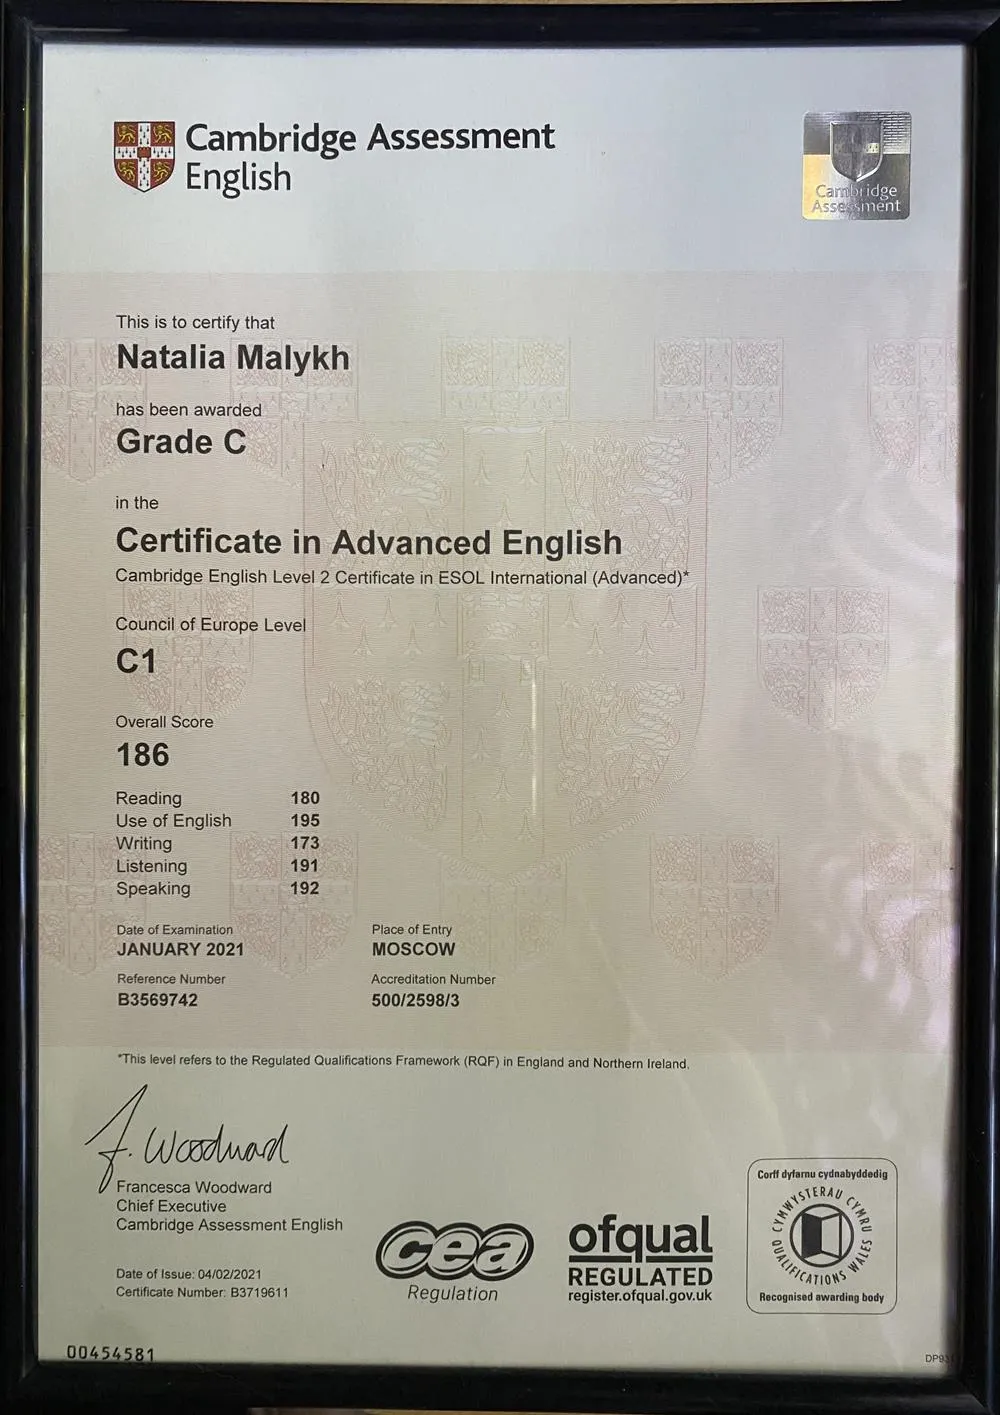 Cambridge Assessment
English
Cambridge
Assessment
This is to certify that
Natalia Malykh
has been awarded
Grade C
in the
Certificate in Advanced English
Cambridge English Level 2 Certificate in ESOL International (Advanced)*
Council of Europe Level
C1
Overall Score
186
Reading 180
Use of English 195
Writing 173
Listening 191
Speaking 192
Date of Examination Place of Entry
JANUARY 2021 MOSCOW
Reference Number Accreditation Number
B3569742 500/2598/3
*This level refers to the Regulated Qualifications Framework (RQF) in England and Northern Ireland.
F. Woodward
Francesca Woodward
Chief Executive
Cambridge Assessment English
Date of Issue: 04/02/2021
Certificate Number: B3719611
cea
Regulation
ofqual
REGULATED
register.ofqual.gov.uk
Corff dyfarnu cydnabyddedig
CYMWYSTERAU CYMRU
QUALIFICATIONS WALES
Recognised awarding body
00454581